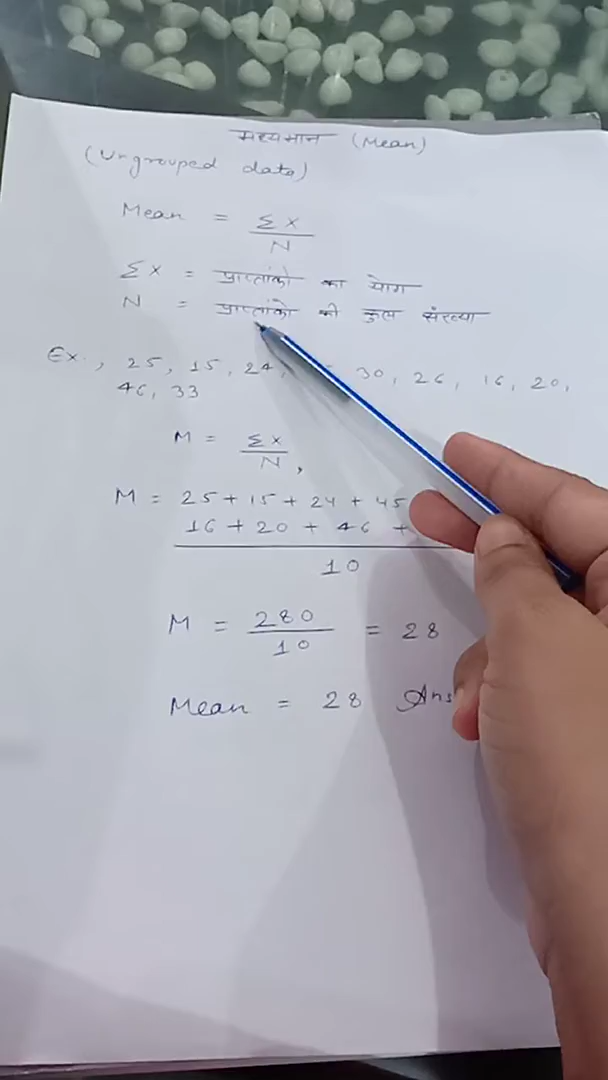 मध्यमान (Mean)
(Ungrouped data)
Mean = ΣX / N
ΣX = प्राप्तांको का योग
N = प्राप्तांको की कुल संख्या
Ex., 25, 15, 24, 30, 26, 16, 20,
46, 33
M = ΣX / N,
M = 25 + 15 + 24 + 45
16 + 20 + 46 +
10
M = 280 / 10 = 28
Mean = 28 Ans